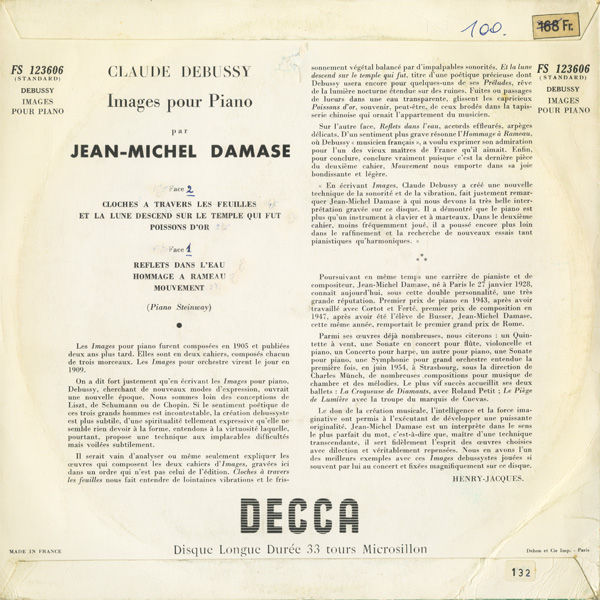 100.
168 Fr.
FS 123606
(STANDARD)
DEBUSSY
IMAGES
POUR PIANO
CLAUDE DEBUSSY
Images pour Piano
par
JEAN-MICHEL DAMASE
Face 2
CLOCHES A TRAVERS LES FEUILLES
ET LA LUNE DESCEND SUR LE TEMPLE QUI FUT
POISSONS D'OR
Face 1
REFLETS DANS L'EAU
HOMMAGE A RAMEAU
MOUVEMENT
(Piano Steinway)
Les Images pour piano furent composées en 1905 et publiées
deux ans plus tard. Elles sont en deux cahiers, composés chacun
de trois morceaux. Les Images pour orchestre virent le jour en
1909.
On a dit fort justement qu'en écrivant les Images pour piano,
Debussy, cherchant de nouveaux modes d'expression, ouvrait
une nouvelle époque. Nous sommes loin des conceptions de
Liszt, de Schumann ou de Chopin. Si le sentiment poétique de
ces trois grands hommes est incontestable, la création debussyste
est plus subtile, d'une spiritualité tellement expressive qu'elle ne
semble rien devoir à la forme, encore moins à la virtuosité laquelle,
pourtant, propose une technique aux implacables difficultés
mais voilées subtilement.
Il serait vain d'analyser ou même seulement expliquer les
œuvres qui composent les deux cahiers d'Images, gravées ici
dans un ordre qui n'est pas celui de l'édition. Cloches à travers
les feuilles nous fait entendre de lointaines vibrations et le fris-
sonnement végétal balancé par d'impalpables sonorités. Et la lune
descend sur le temple qui fut, titre d'une poétique précieuse dont
Debussy usera encore pour quelques-uns de ses Préludes, rêve
de la lumière nocturne étendue sur des ruines. Fuites ou passages
de lueurs dans une eau transparente, glissent les capricieux
Poissons d'or, souvenir, peut-être, de ceux brodés dans la tapis-
serie chinoise qui ornait l'appartement du musicien.
Sur l'autre face, Reflets dans l'eau, accords effleurés, arpèges
délicats. D'un sentiment plus grave résonne l'Hommage à Rameau,
où Debussy « musicien français », a voulu exprimer son admiration
pour l'un des vieux maîtres de France qu'il aimait. Enfin,
pour conclure, conclure vraiment puisque c'est la dernière pièce
du deuxième cahier, Mouvement nous emporte dans sa joie
bondissante et légère.
« En écrivant Images, Claude Debussy a créé une nouvelle
technique de la sonorité et de la vibration, fait justement remar-
quer Jean-Michel Damase à qui nous devons la très belle inter-
prétation gravée sur ce disque. Il a démontré que le piano est
plus qu'un instrument à clavier et à marteaux. Dans le deuxième
cahier, moins fréquemment joué, il a poussé encore plus loin
dans le raffinement et la recherche de nouveaux essais tant
pianistiques qu'harmoniques. »
Poursuivant en même temps une carrière de pianiste et de
compositeur, Jean-Michel Damase, né à Paris le 27 janvier 1928,
connaît aujourd'hui, sous cette double personnalité, une très
grande réputation. Premier prix de piano en 1943, après avoir
travaillé avec Cortot et Ferté, premier prix de composition en
1947, après avoir été l'élève de Busser, Jean-Michel Damase,
cette même année, remportait le premier grand prix de Rome.
Parmi ses œuvres déjà nombreuses, nous citerons : un Quin-
tette à vent, une Sonate en concert pour flûte, violoncelle et
piano, un Concerto pour harpe, un autre pour piano, une Sonate
pour piano, une Symphonie pour grand orchestre entendue la
première fois, en juin 1954, à Strasbourg, sous la direction de
Charles Münch, de nombreuses compositions pour musique de
chambre et des mélodies. Le plus vif succès accueillit ses deux
ballets : La Croqueuse de Diamants, avec Roland Petit ; Le Piège
de Lumière avec la troupe du marquis de Cuevas.
Le don de la création musicale, l'intelligence et la force ima-
ginative ont permis à l'exécutant de développer une puissante
originalité. Jean-Michel Damase est un interprète dans le sens
le plus parfait du mot, c'est-à-dire que, maître d'une technique
transcendante, il sert fidèlement l'esprit des œuvres choisies
avec dilection et véritablement repensées. Nous en avons l'un
des meilleurs exemples avec ces Images debussystes jouées si
souvent par lui au concert et fixées magnifiquement sur ce disque.
HENRY-JACQUES.
FS 123606
(STANDARD)
DEBUSSY
IMAGES
POUR PIANO
DECCA
Disque Longue Durée 33 tours Microsillon
MADE IN FRANCE
Dehon et Cie Imp. - Paris
132